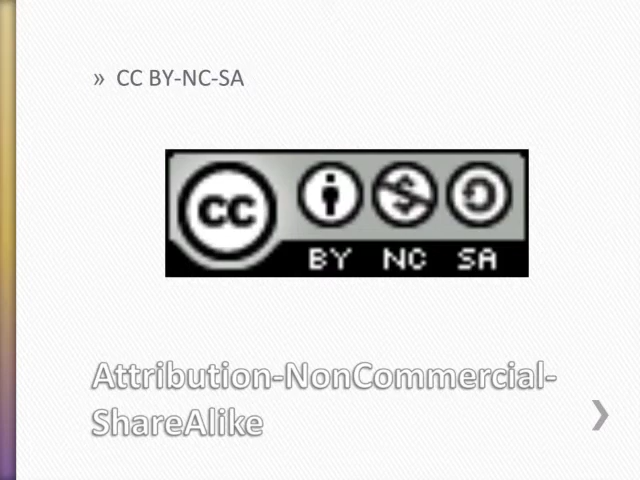 » CC BY-NC-SA
cc
BY NC SA
Attribution-NonCommercial-
ShareAlike